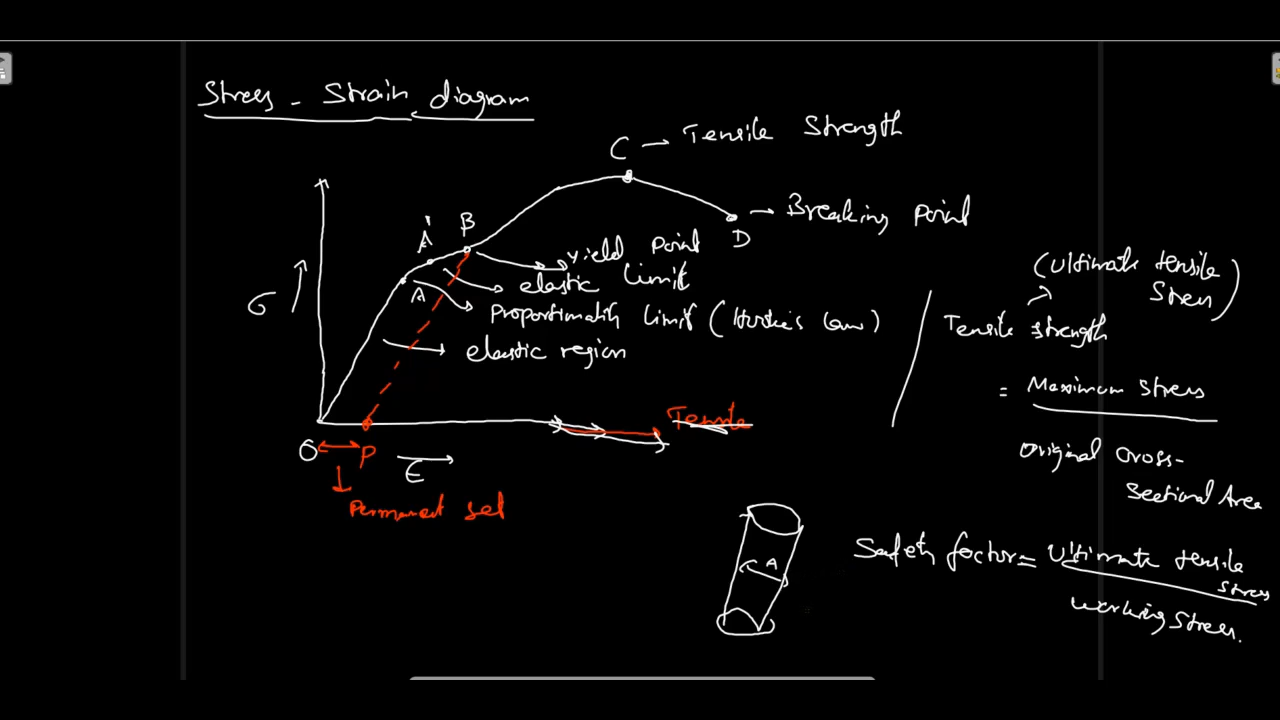 Stress - Strain diagram
C → Tensile Strength
A' B
D → Breaking Point
yield Point
elastic limit
A
Proportionality limit (Hooke's law)
elastic region
σ
O P
ϵ
Permanent set
Tensile
(Ultimate tensile
Stress)
Tensile strength
= Maximum Stress
Original cross-
Sectional Area
A
Safety factor = Ultimate tensile
stress
working stress.